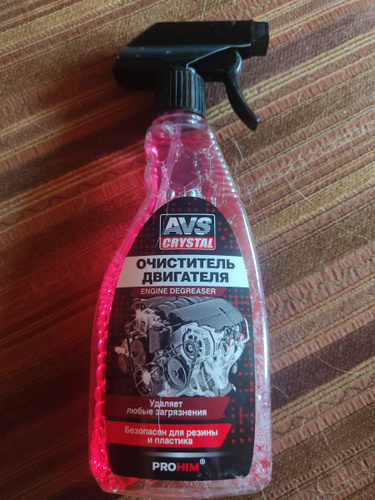 AVS
CRYSTAL
ОЧИСТИТЕЛЬ
ДВИГАТЕЛЯ
ENGINE DEGREASER
Удаляет
любые загрязнения
Безопасен для резины
и пластика
PROHIM®